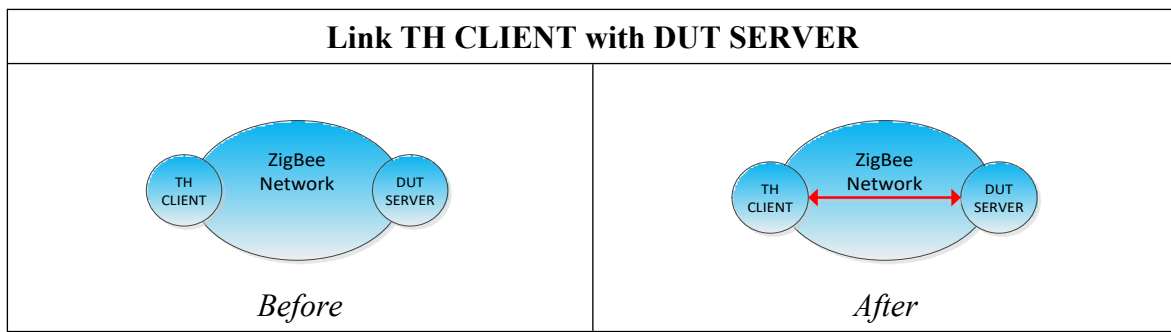 Link TH CLIENT with DUT SERVER
ZigBee
Network
TH
CLIENT
DUT
SERVER
Before
ZigBee
Network
TH
CLIENT
DUT
SERVER
After